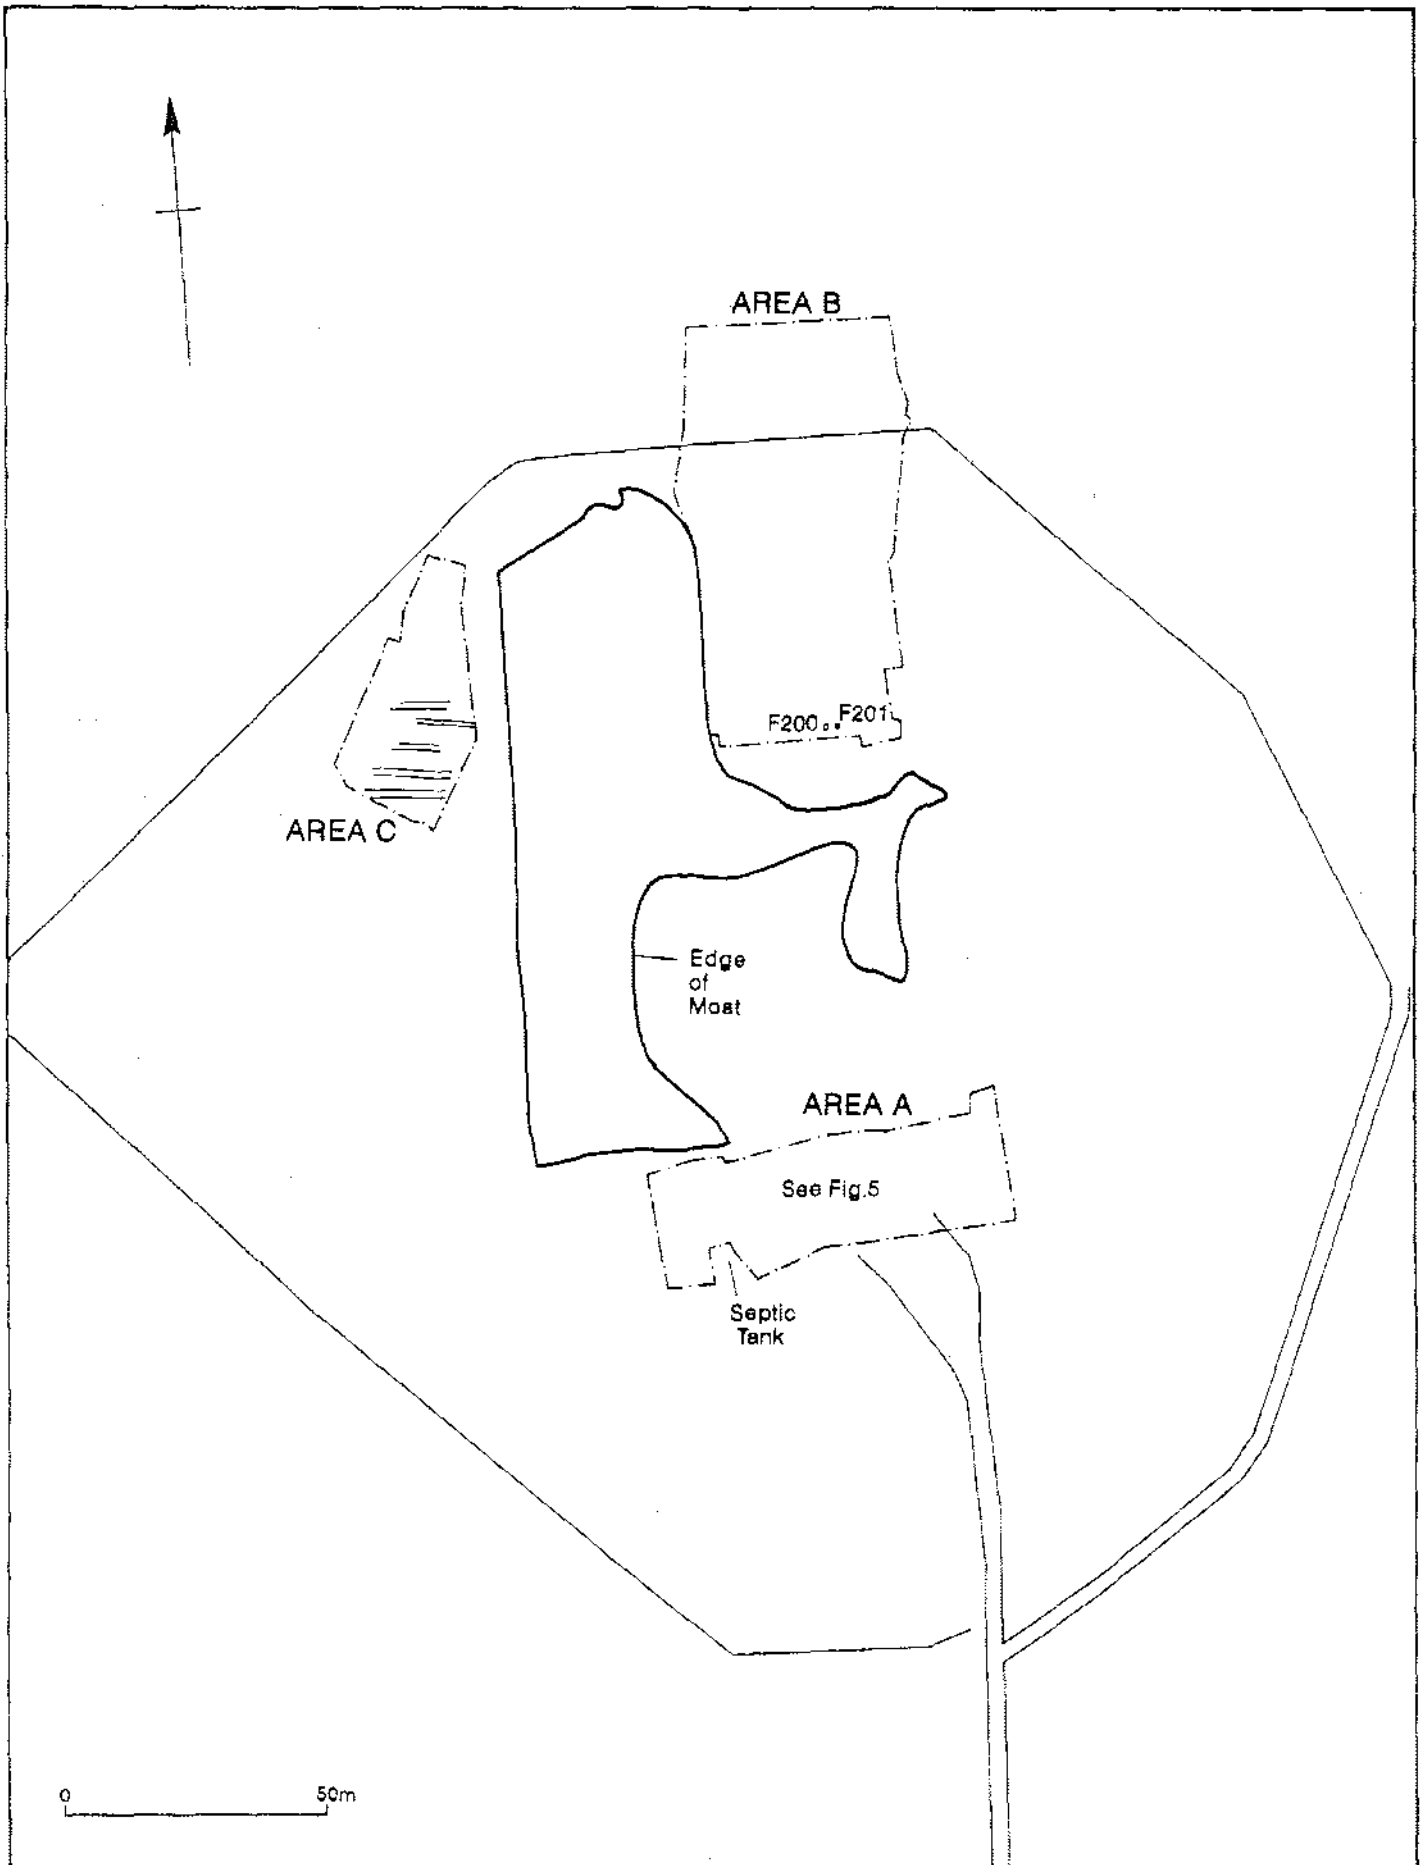 AREA B
F200 F201
AREA C
Edge
of
Moat
AREA A
See Fig.5
Septic
Tank
0 50m